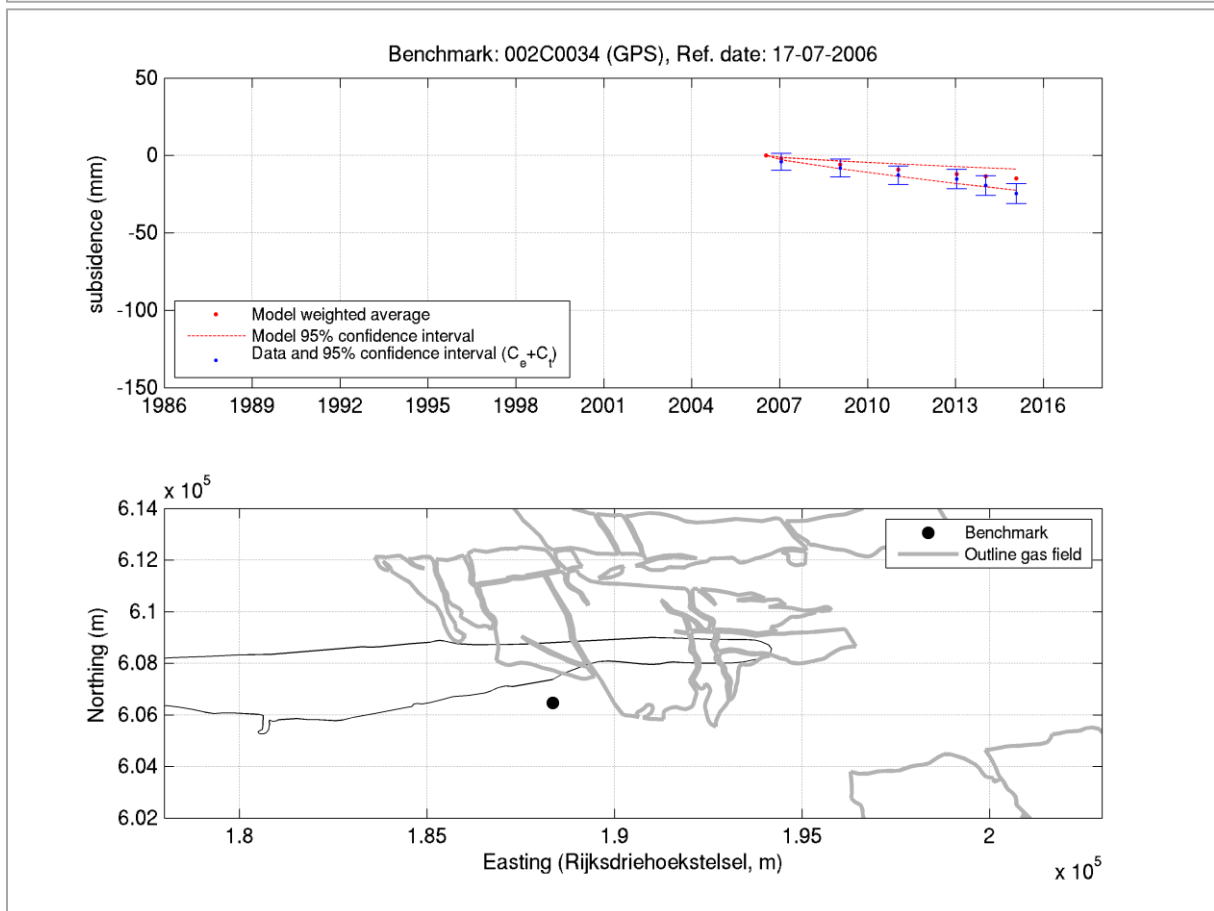 Benchmark: 002C0034 (GPS), Ref. date: 17-07-2006
50
0
-50
-100
-150
subsidence (mm)
Model weighted average
Model 95% confidence interval
Data and 95% confidence interval (C_e+C_t)
1986 1989 1992 1995 1998 2001 2004 2007 2010 2013 2016
x 10^5
6.14
6.12
6.1
6.08
6.06
6.04
6.02
Northing (m)
Benchmark
Outline gas field
1.8 1.85 1.9 1.95 2
Easting (Rijksdriehoekstelsel, m)
x 10^5